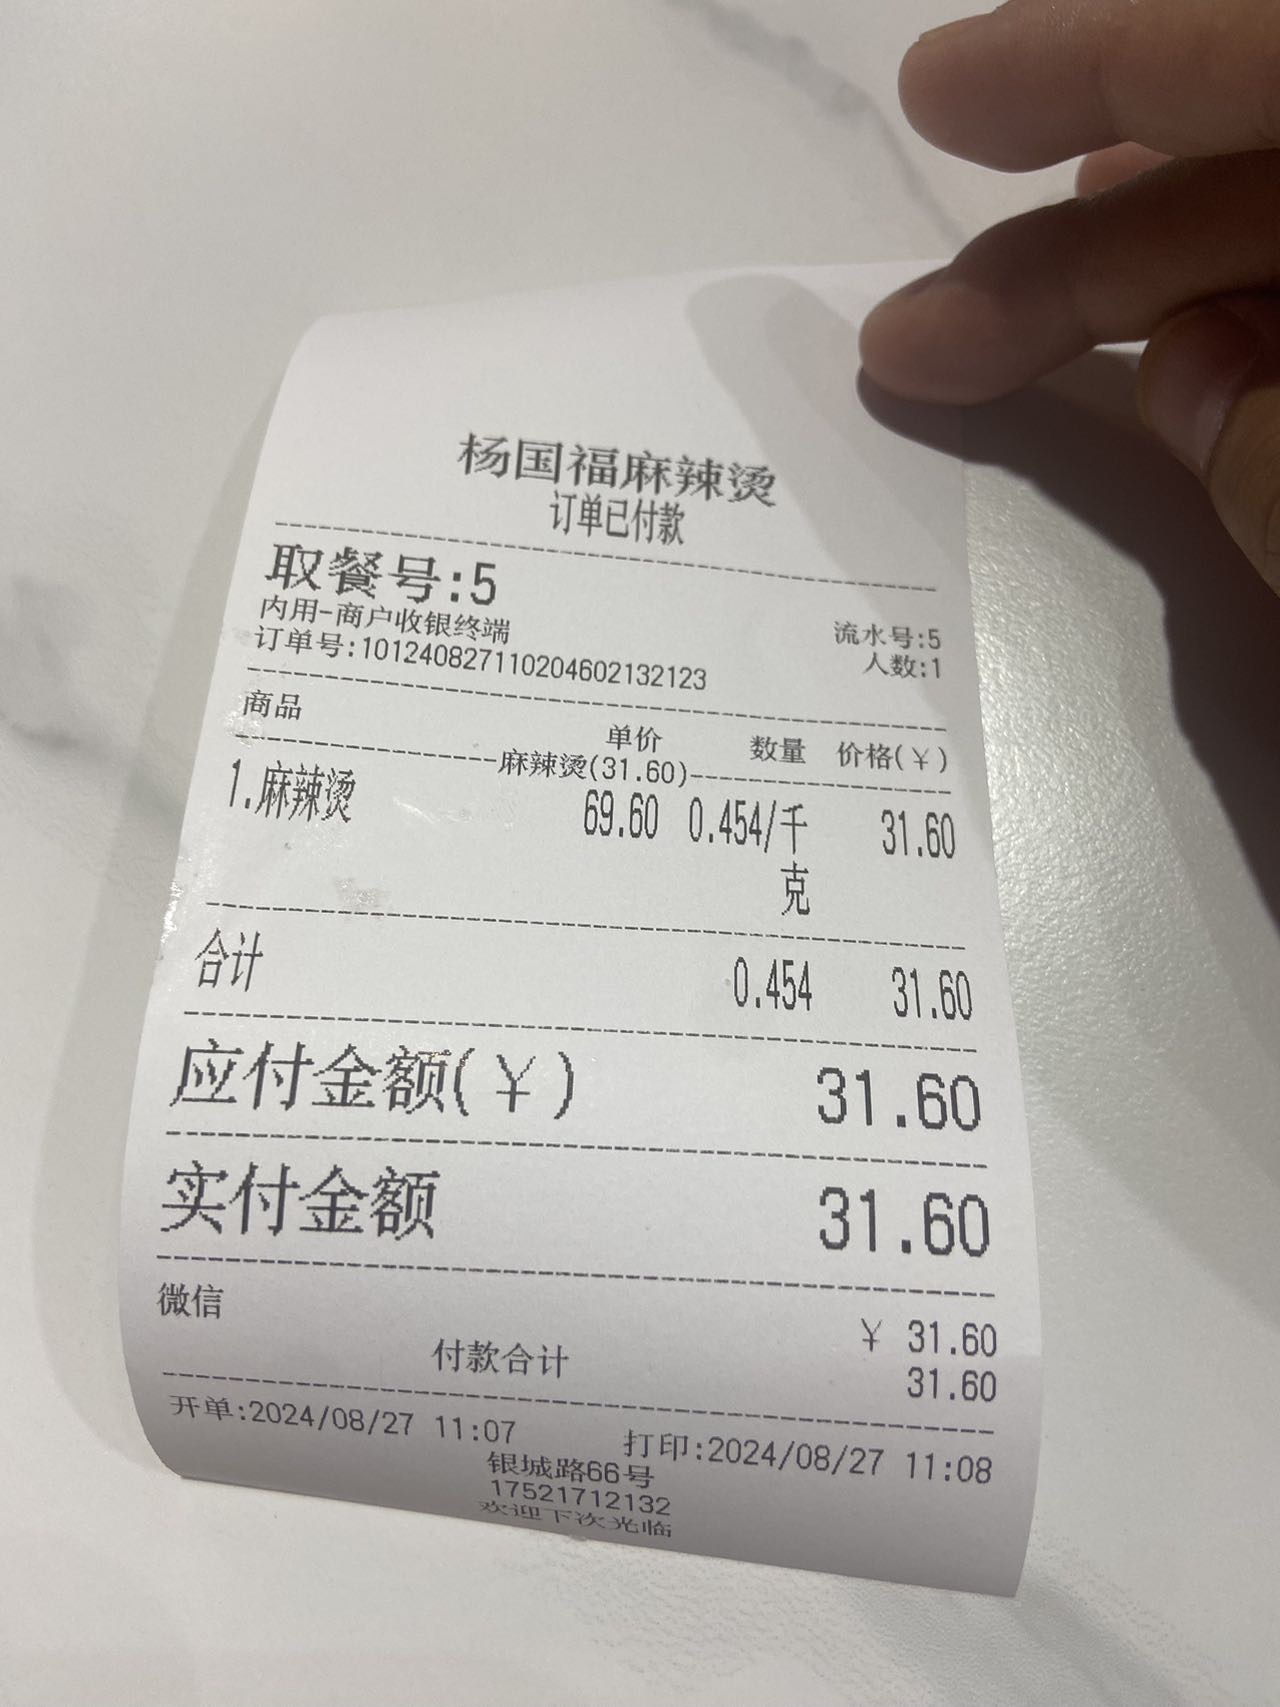 杨国福麻辣烫
订单已付款
取餐号:5
内用-商户收银终端 流水号:5
订单号:101240827110204602132123 人数:1
商品 单价 数量 价格(￥)
麻辣烫(31.60)
1.麻辣烫 69.60 0.454/千克 31.60
合计 0.454 31.60
应付金额(￥) 31.60
实付金额 31.60
微信 ￥ 31.60
付款合计 31.60
开单:2024/08/27 11:07 打印:2024/08/27 11:08
银城路66号
17521712132
欢迎下次光临